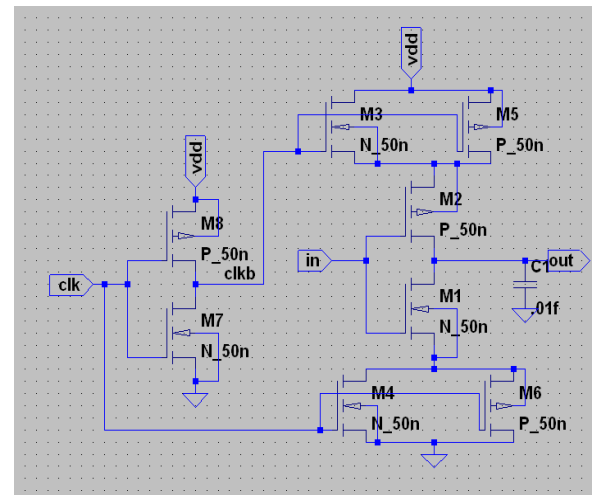 vdd
M3
N_50n
M5
P_50n
vdd
M8
P_50n
clkb
M2
P_50n
in
out
C1
.01f
clk
M7
N_50n
M1
N_50n
M4
N_50n
M6
P_50n